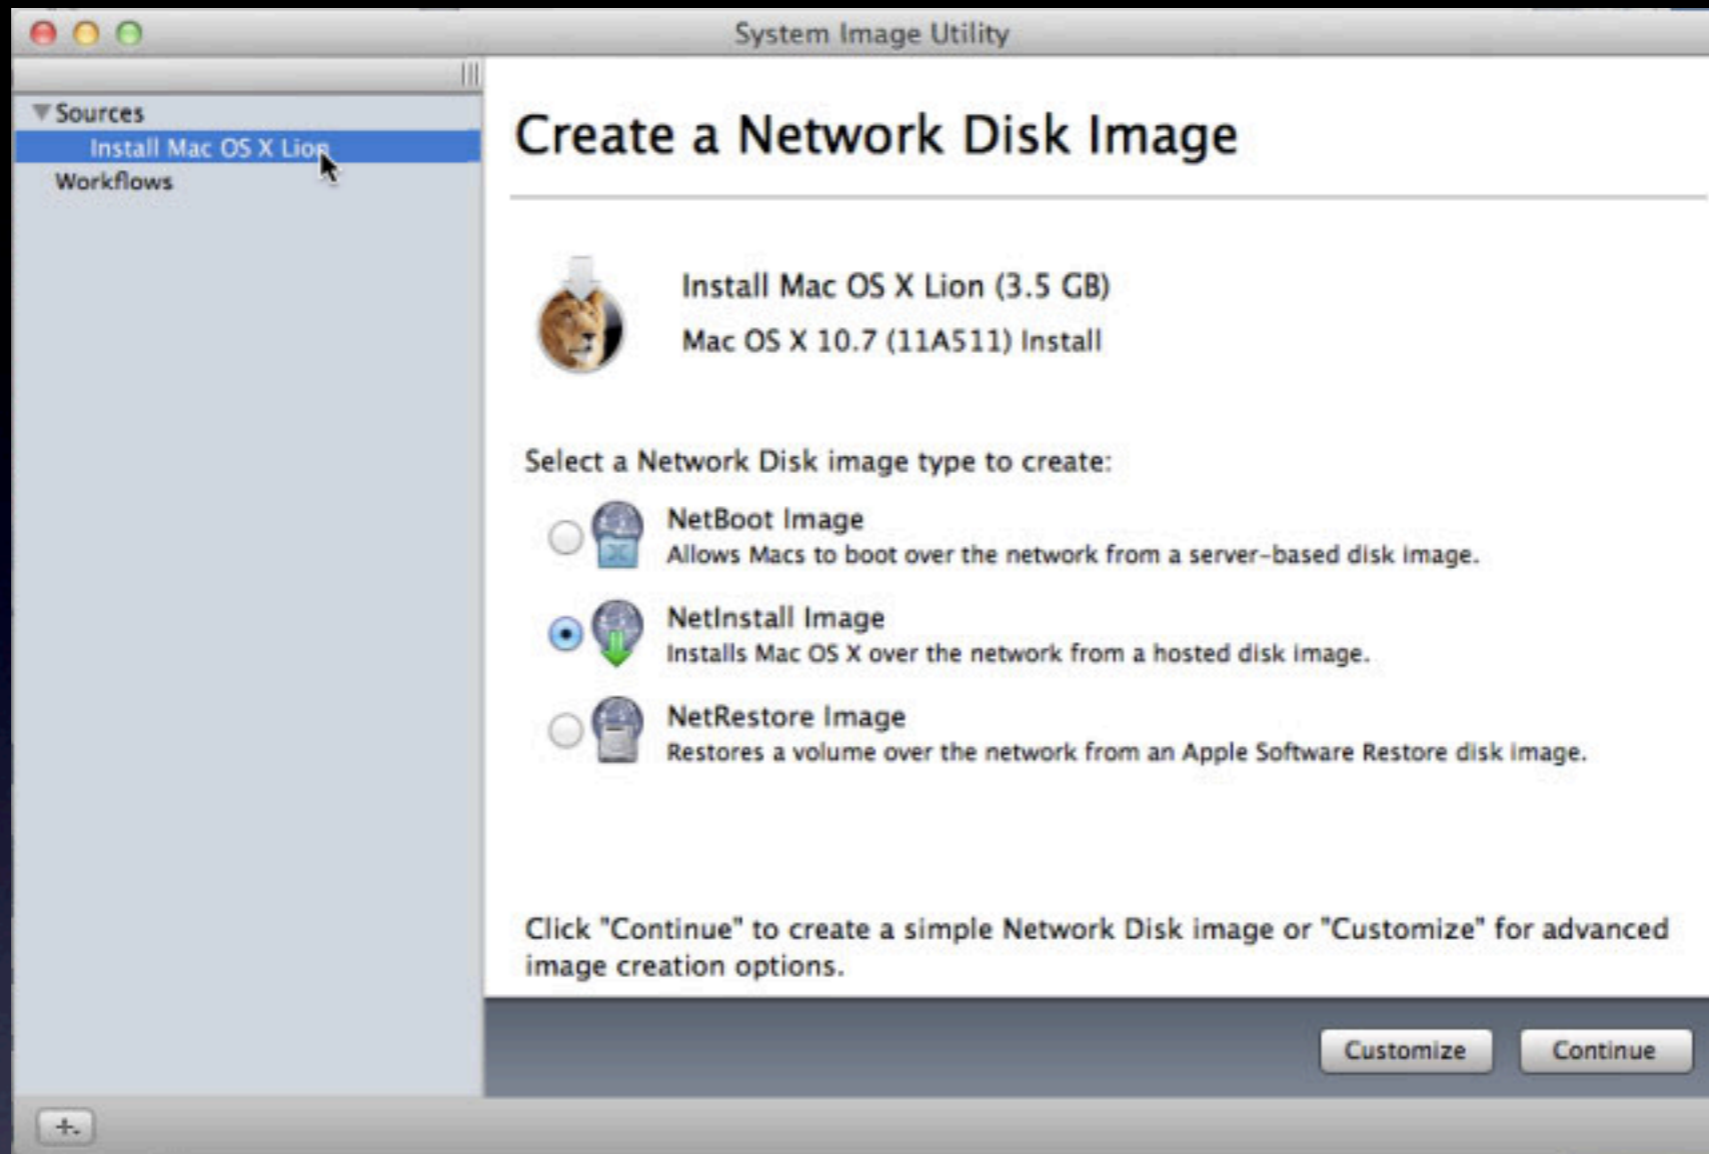 System Image Utility
Sources
Install Mac OS X Lion
Workflows
Create a Network Disk Image
Install Mac OS X Lion (3.5 GB)
Mac OS X 10.7 (11A511) Install
Select a Network Disk image type to create:
NetBoot Image
Allows Macs to boot over the network from a server-based disk image.
NetInstall Image
Installs Mac OS X over the network from a hosted disk image.
NetRestore Image
Restores a volume over the network from an Apple Software Restore disk image.
Click "Continue" to create a simple Network Disk image or "Customize" for advanced
image creation options.
Customize
Continue